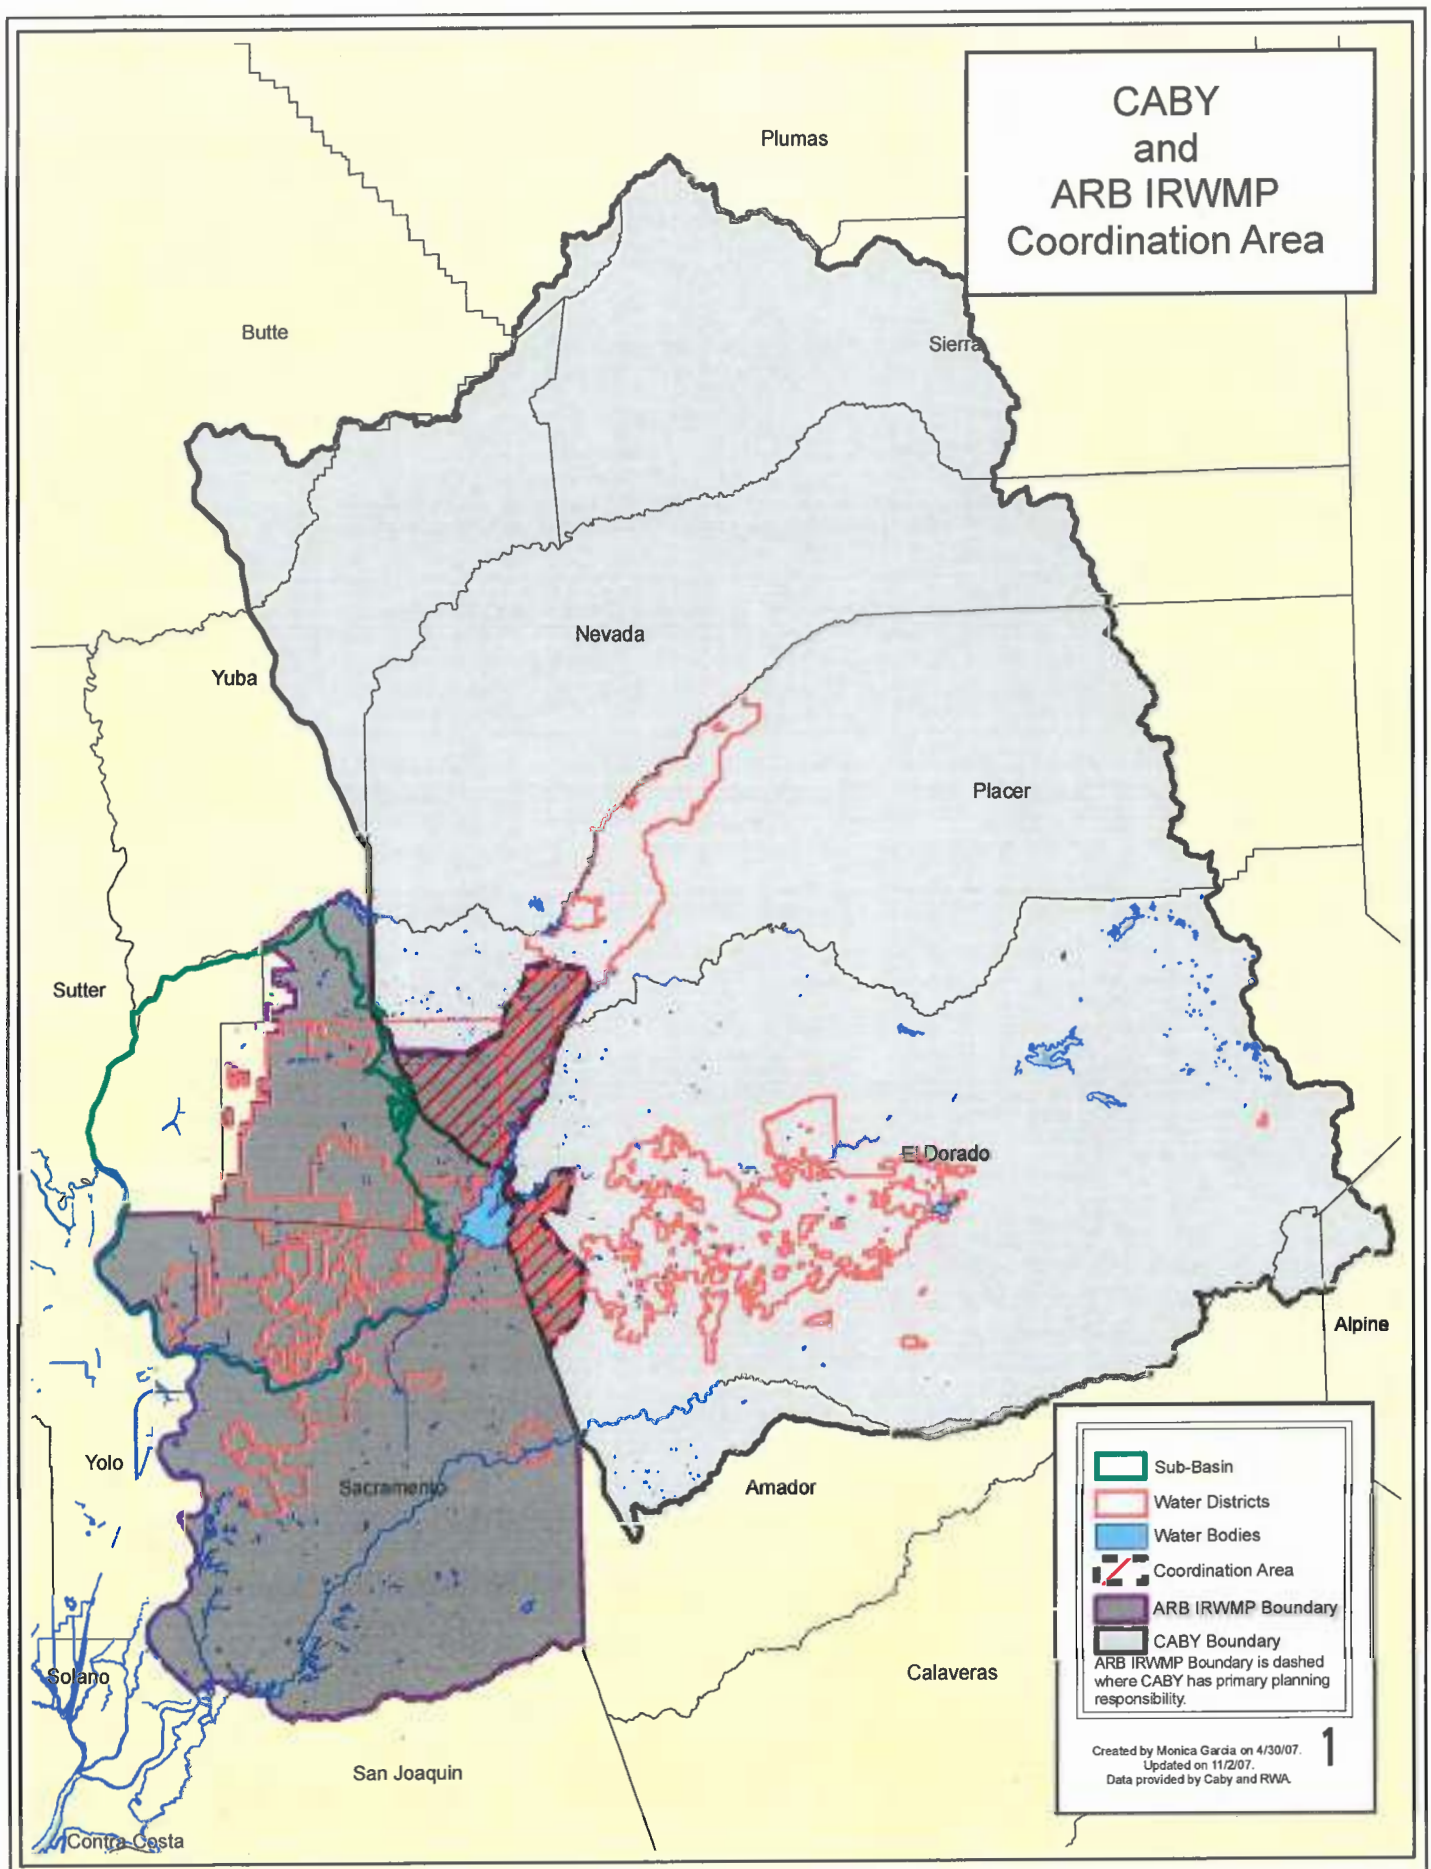 CABY
and
ARB IRWMP
Coordination Area
Plumas
Butte
Sierra
Nevada
Yuba
Placer
Sutter
El Dorado
Alpine
Yolo
Sacramento
Amador
Solano
Calaveras
San Joaquin
Contra Costa
Sub-Basin
Water Districts
Water Bodies
Coordination Area
ARB IRWMP Boundary
CABY Boundary
ARB IRWMP Boundary is dashed
where CABY has primary planning
responsibility.
Created by Monica Garcia on 4/30/07.
Updated on 11/2/07.
Data provided by Caby and RWA.
1